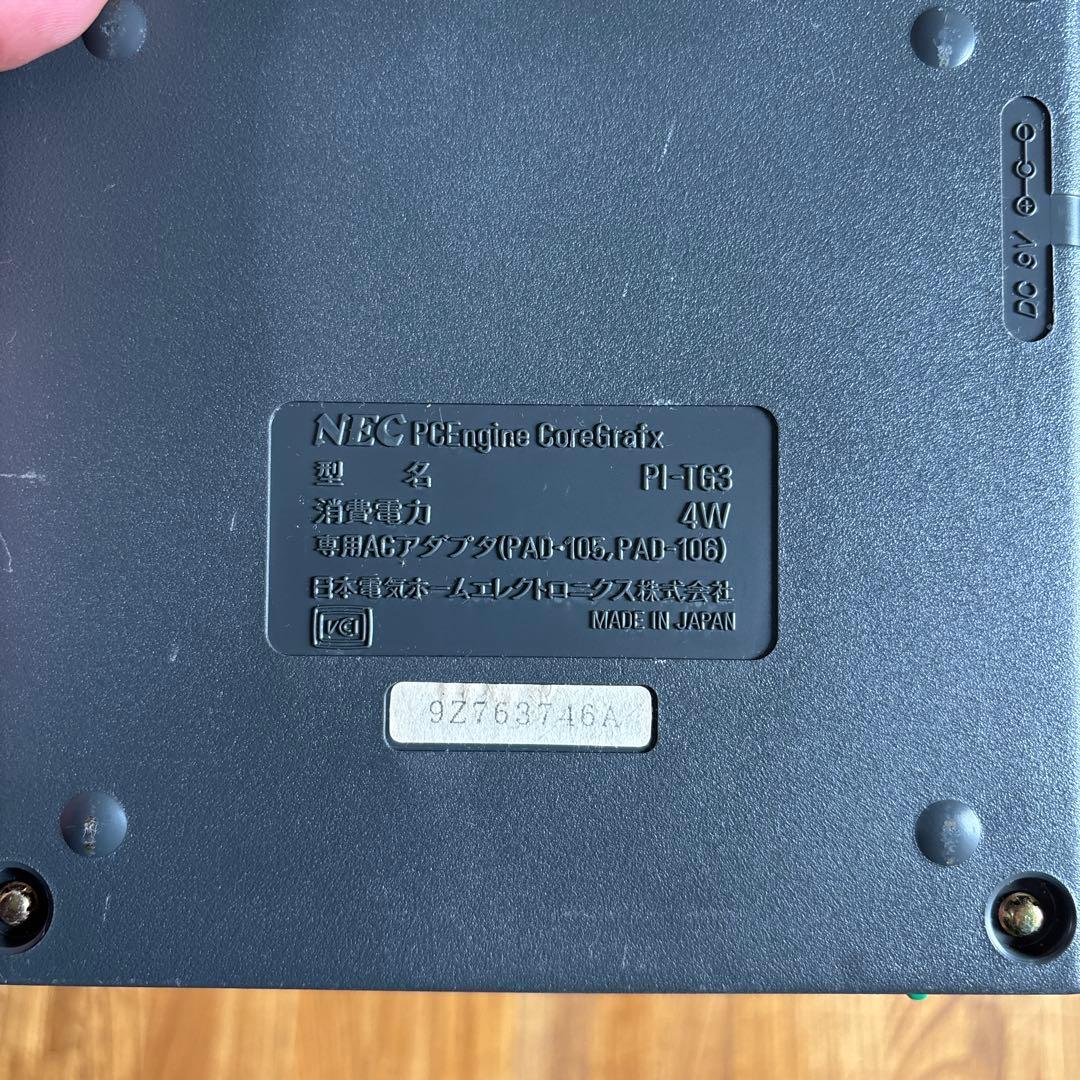 DC 9V
NEC PCEngine CoreGrafx
型 名 PI-TG3
消費電力 4W
専用ACアダプタ(PAD-105,PAD-106)
日本電気ホームエレクトロニクス株式会社
VCI
MADE IN JAPAN
9Z763746A